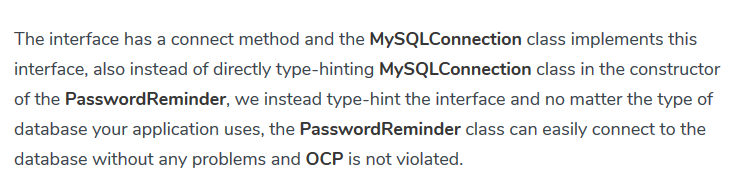 The interface has a connect method and the MySQLConnection class implements this
interface, also instead of directly type-hinting MySQLConnection class in the constructor
of the PasswordReminder, we instead type-hint the interface and no matter the type of
database your application uses, the PasswordReminder class can easily connect to the
database without any problems and OCP is not violated.